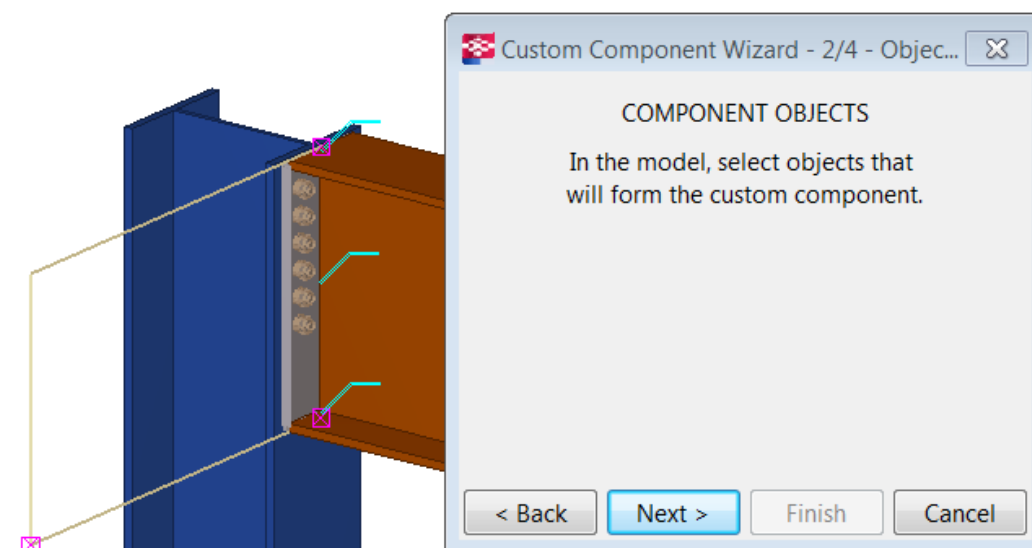 Custom Component Wizard - 2/4 - Objec...
COMPONENT OBJECTS
In the model, select objects that
will form the custom component.
< Back
Next >
Finish
Cancel